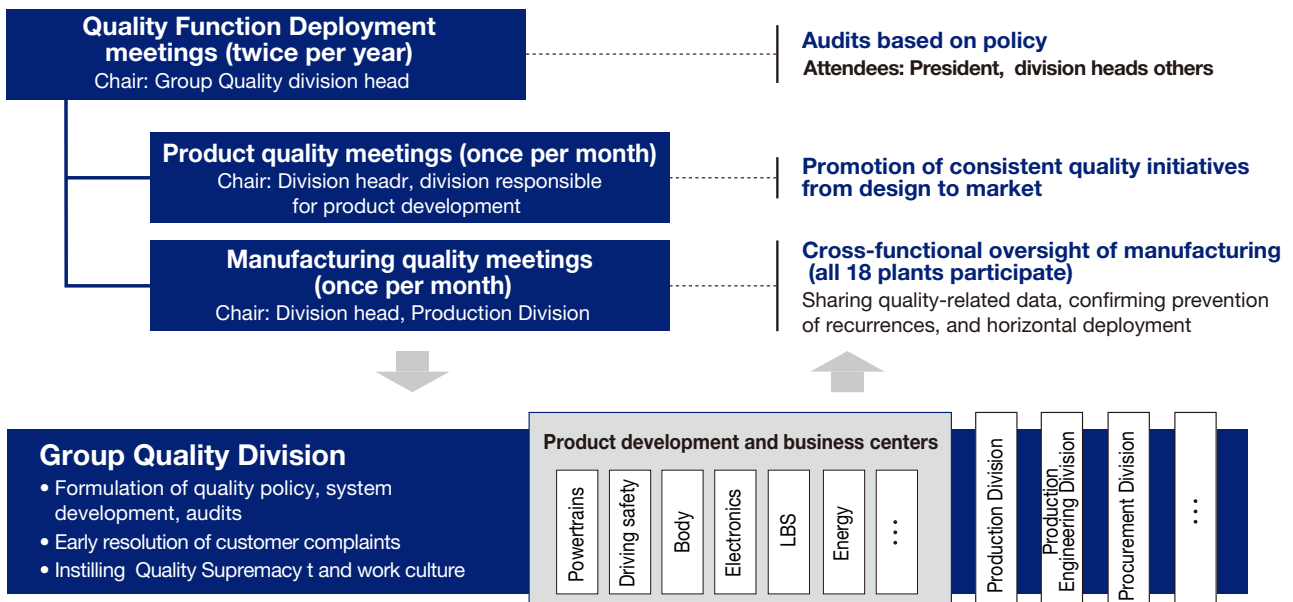 Quality Function Deployment
meetings (twice per year)
Chair: Group Quality division head
Audits based on policy
Attendees: President, division heads others
Product quality meetings (once per month)
Chair: Division headr, division responsible
for product development
Promotion of consistent quality initiatives
from design to market
Manufacturing quality meetings
(once per month)
Chair: Division head, Production Division
Cross-functional oversight of manufacturing
(all 18 plants participate)
Sharing quality-related data, confirming prevention
of recurrences, and horizontal deployment
Group Quality Division
• Formulation of quality policy, system
development, audits
• Early resolution of customer complaints
• Instilling Quality Supremacy t and work culture
Product development and business centers
Powertrains
Driving safety
Body
Electronics
LBS
Energy
...
Production Division
Production
Engineering Division
Procurement Division
...